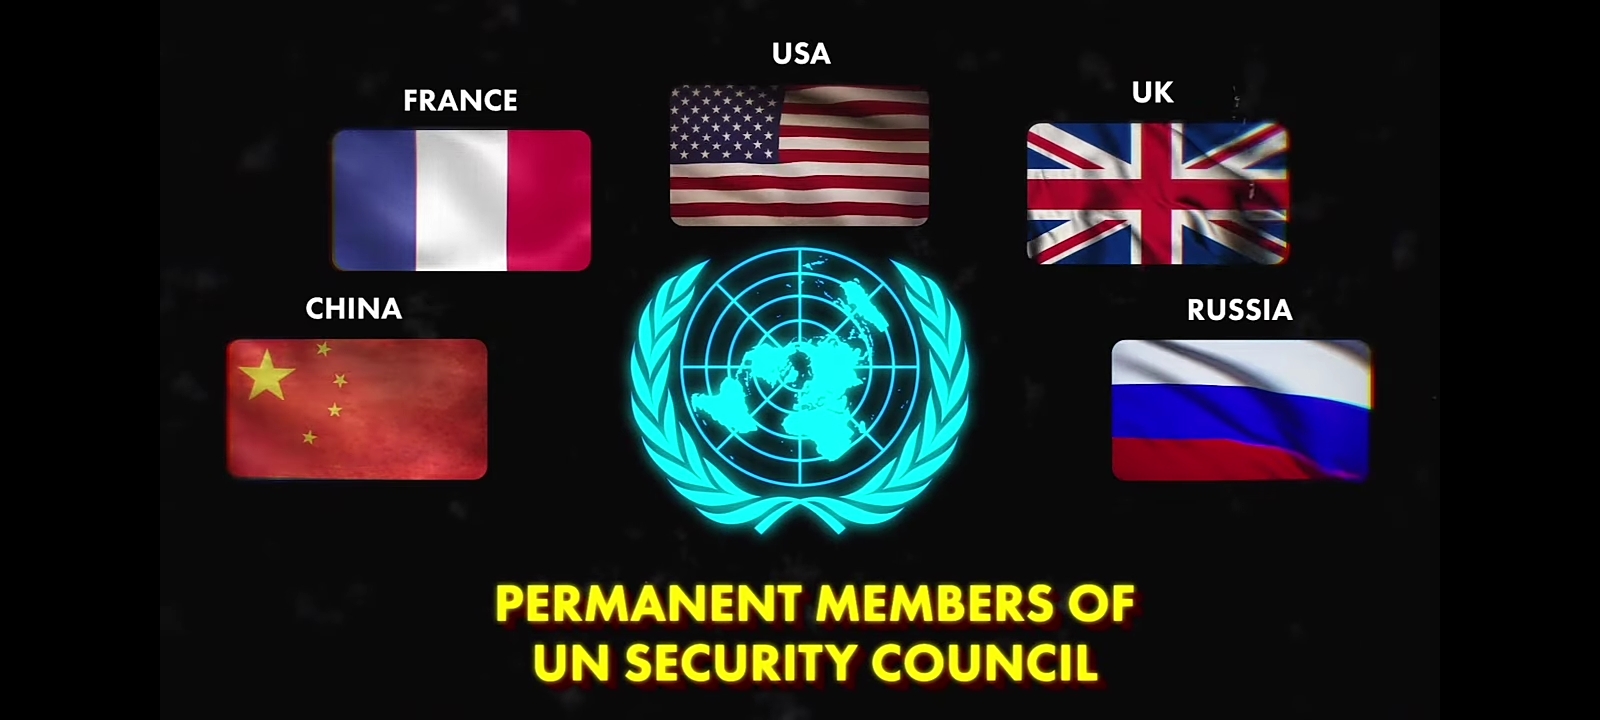 USA
FRANCE
UK
CHINA
RUSSIA
PERMANENT MEMBERS OF
UN SECURITY COUNCIL